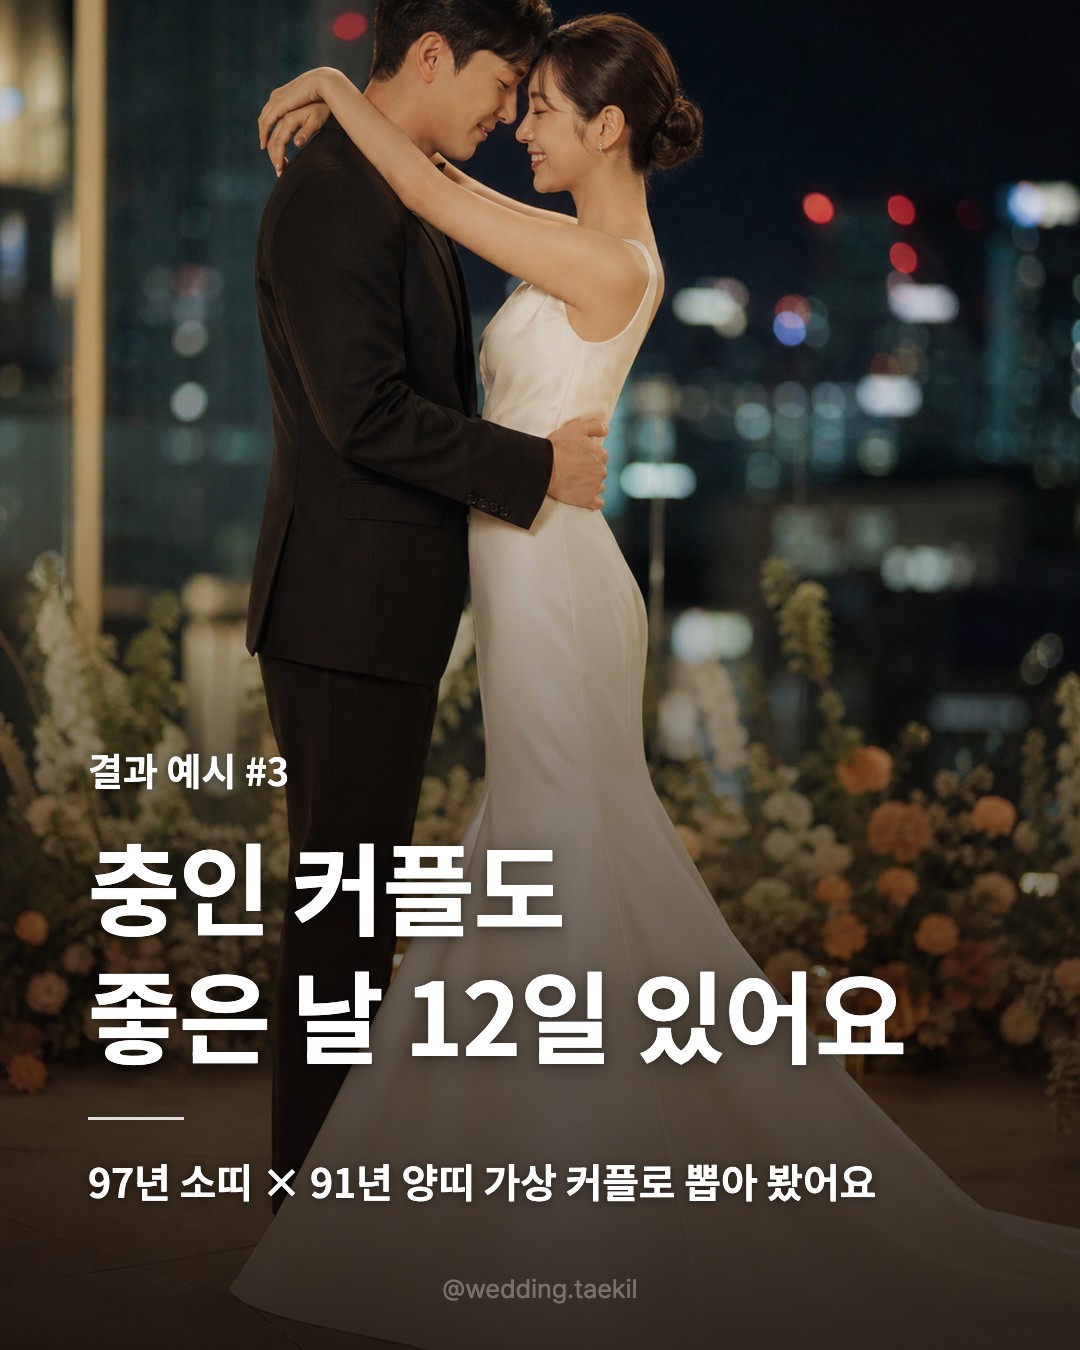 결과 예시 #3
충인 커플도
좋은 날 12일 있어요
97년 소띠 × 91년 양띠 가상 커플로 뽑아 봤어요
@wedding.taekil